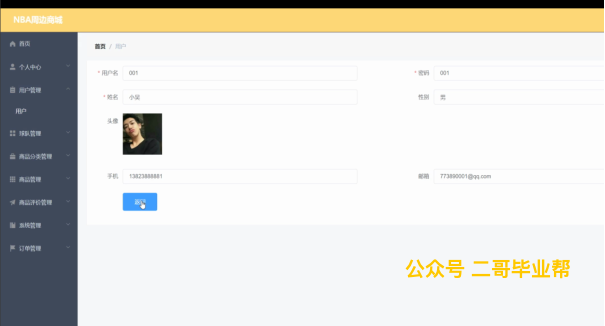 NBA周边商城
首页
首页 / 用户
个人中心
用户管理
用户
球队管理
商品分类管理
商品管理
商品评价管理
系统管理
订单管理
* 用户名 001
* 密码 001
* 姓名
性别
头像
手机 13823888881
邮箱 773890001@qq.com
返回
公众号 二哥毕业帮